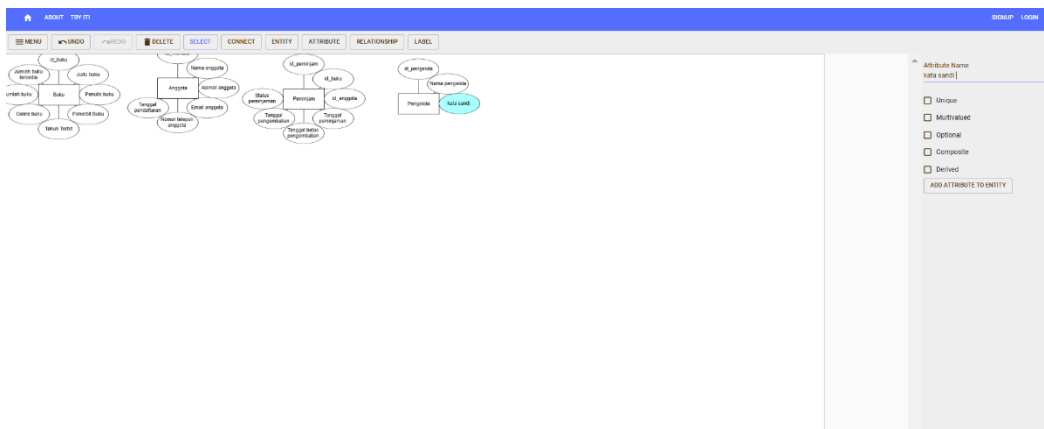 ABOUT TRY IT! SIGNUP LOGIN
MENU UNDO REDO DELETE SELECT CONNECT ENTITY ATTRIBUTE RELATIONSHIP LABEL
id_buku
Jumlah buku
tersedia
Judul buku
Buku
Penulis buku
Genre buku
Penerbit Buku
Tahun Terbit
Nama anggota
Anggota
Alamat anggota
Tanggal
pendaftaran
Email anggota
Nomor telepon
anggota
id_peminjam
id_buku
Status
peminjaman
Peminjam
id_anggota
Tanggal
pengembalian
Tanggal
peminjaman
Tanggal batas
pengembalian
id_pengelola
Nama pengelola
Pengelola
kata sandi
Attribute Name
kata sandi
Unique
Multivalued
Optional
Composite
Derived
ADD ATTRIBUTE TO ENTITY